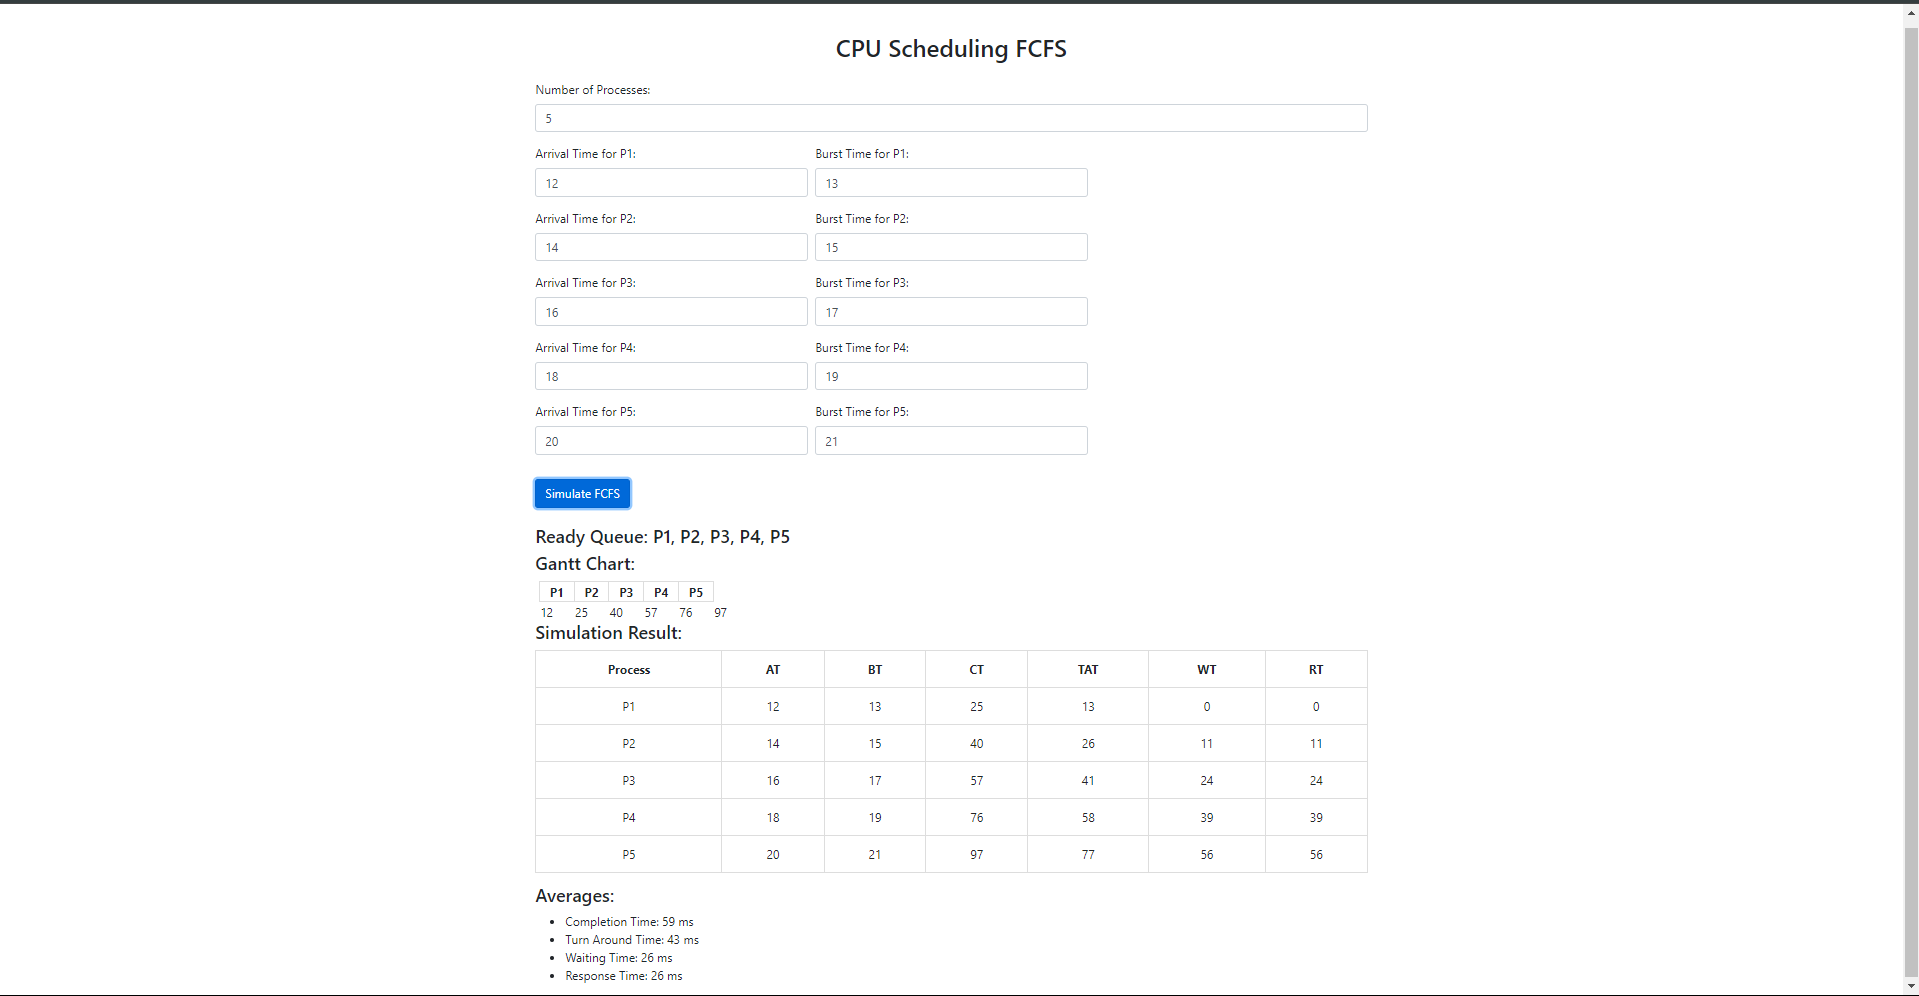 CPU Scheduling FCFS
Number of Processes:
5
Arrival Time for P1: Burst Time for P1:
12 13
Arrival Time for P2: Burst Time for P2:
14 15
Arrival Time for P3: Burst Time for P3:
16 17
Arrival Time for P4: Burst Time for P4:
18 19
Arrival Time for P5: Burst Time for P5:
20 21
Simulate FCFS
Ready Queue: P1, P2, P3, P4, P5
Gantt Chart:
P1 P2 P3 P4 P5
12 25 40 57 76 97
Simulation Result:
Process AT BT CT TAT WT RT
P1 12 13 25 13 0 0
P2 14 15 40 26 11 11
P3 16 17 57 41 24 24
P4 18 19 76 58 39 39
P5 20 21 97 77 56 56
Averages:
• Completion Time: 59 ms
• Turn Around Time: 43 ms
• Waiting Time: 26 ms
• Response Time: 26 ms